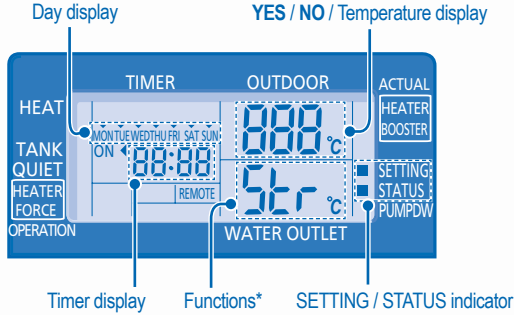 Day display
YES / NO / Temperature display
TIMER
OUTDOOR
ACTUAL
HEAT
HEATER
BOOSTER
MON TUE WED THU FRI SAT SUN
888 °C
ON
88:88
TANK
QUIET
SETTING
HEATER
FORCE
REMOTE
Str °C
STATUS
PUMPDW
OPERATION
WATER OUTLET
Timer display
Functions*
SETTING / STATUS indicator